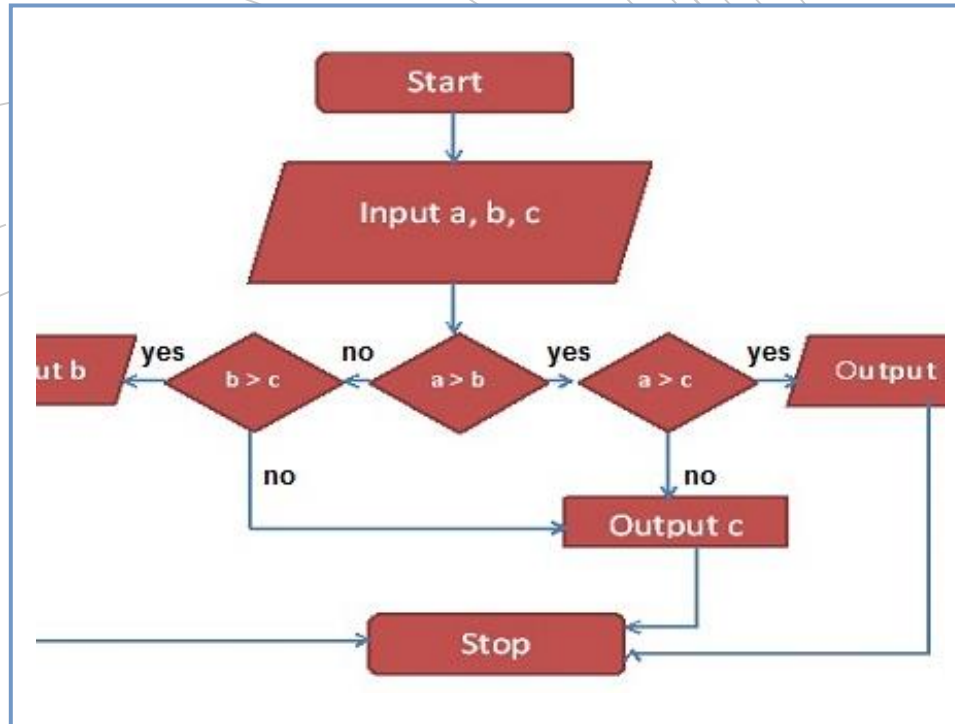 Start
Input a, b, c
yes
no
yes
yes
ut b
b > c
a > b
a > c
Output
no
no
Output c
Stop